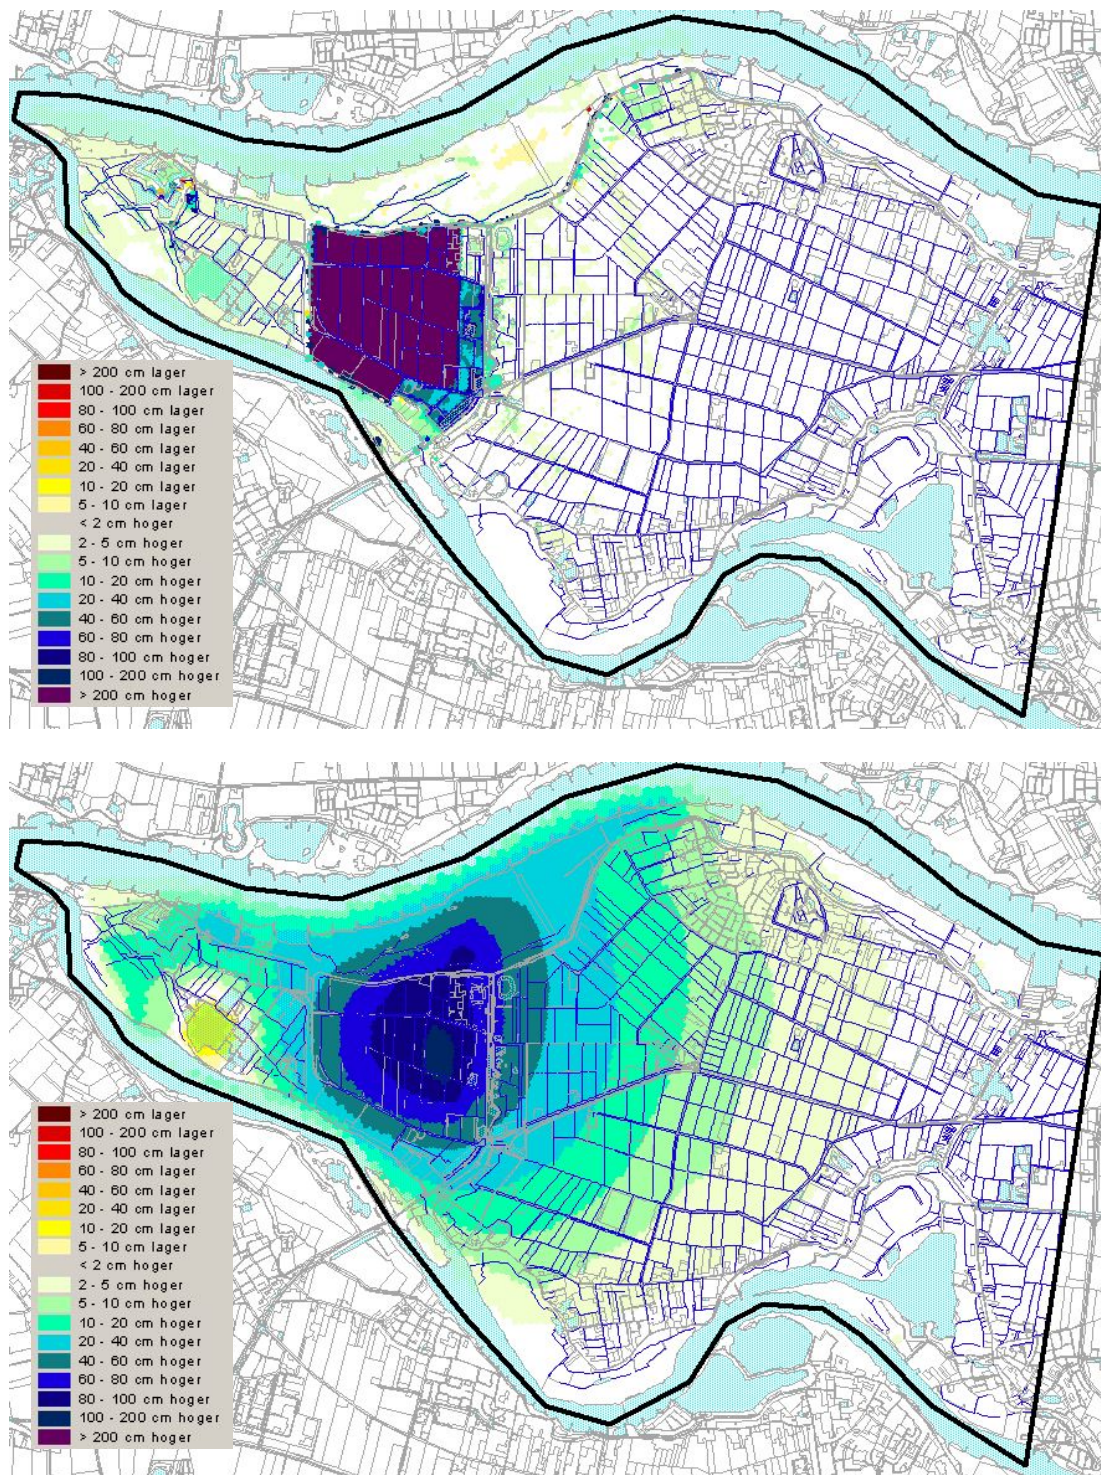 > 200 cm lager
100 - 200 cm lager
80 - 100 cm lager
60 - 80 cm lager
40 - 60 cm lager
20 - 40 cm lager
10 - 20 cm lager
5 - 10 cm lager
< 2 cm hoger
2 - 5 cm hoger
5 - 10 cm hoger
10 - 20 cm hoger
20 - 40 cm hoger
40 - 60 cm hoger
60 - 80 cm hoger
80 - 100 cm hoger
100 - 200 cm hoger
> 200 cm hoger
> 200 cm lager
100 - 200 cm lager
80 - 100 cm lager
60 - 80 cm lager
40 - 60 cm lager
20 - 40 cm lager
10 - 20 cm lager
5 - 10 cm lager
< 2 cm hoger
2 - 5 cm hoger
5 - 10 cm hoger
10 - 20 cm hoger
20 - 40 cm hoger
40 - 60 cm hoger
60 - 80 cm hoger
80 - 100 cm hoger
100 - 200 cm hoger
> 200 cm hoger